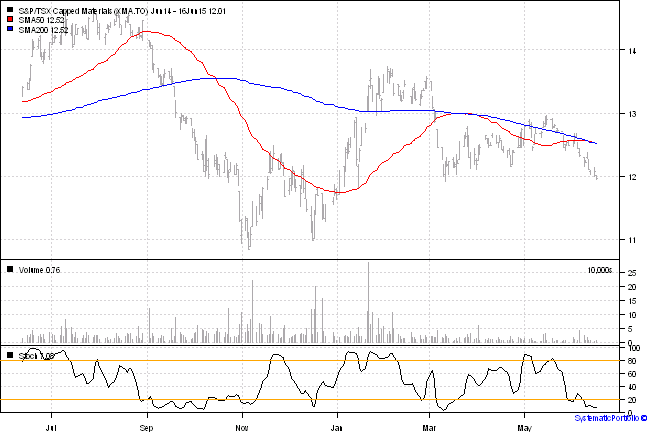 S&P/TSX Capped Materials (XMA.TO) Jun14 - 16Jun15 12.01
SMA50 12.52
SMA200 12.52
14
13
12
11
Volume 0.76
10,000s
25
20
15
10
5
0
Stoch 7.06
100
80
60
40
20
0
Jul
Sep
Nov
Jan
Mar
May
SystematicPortfolio ©